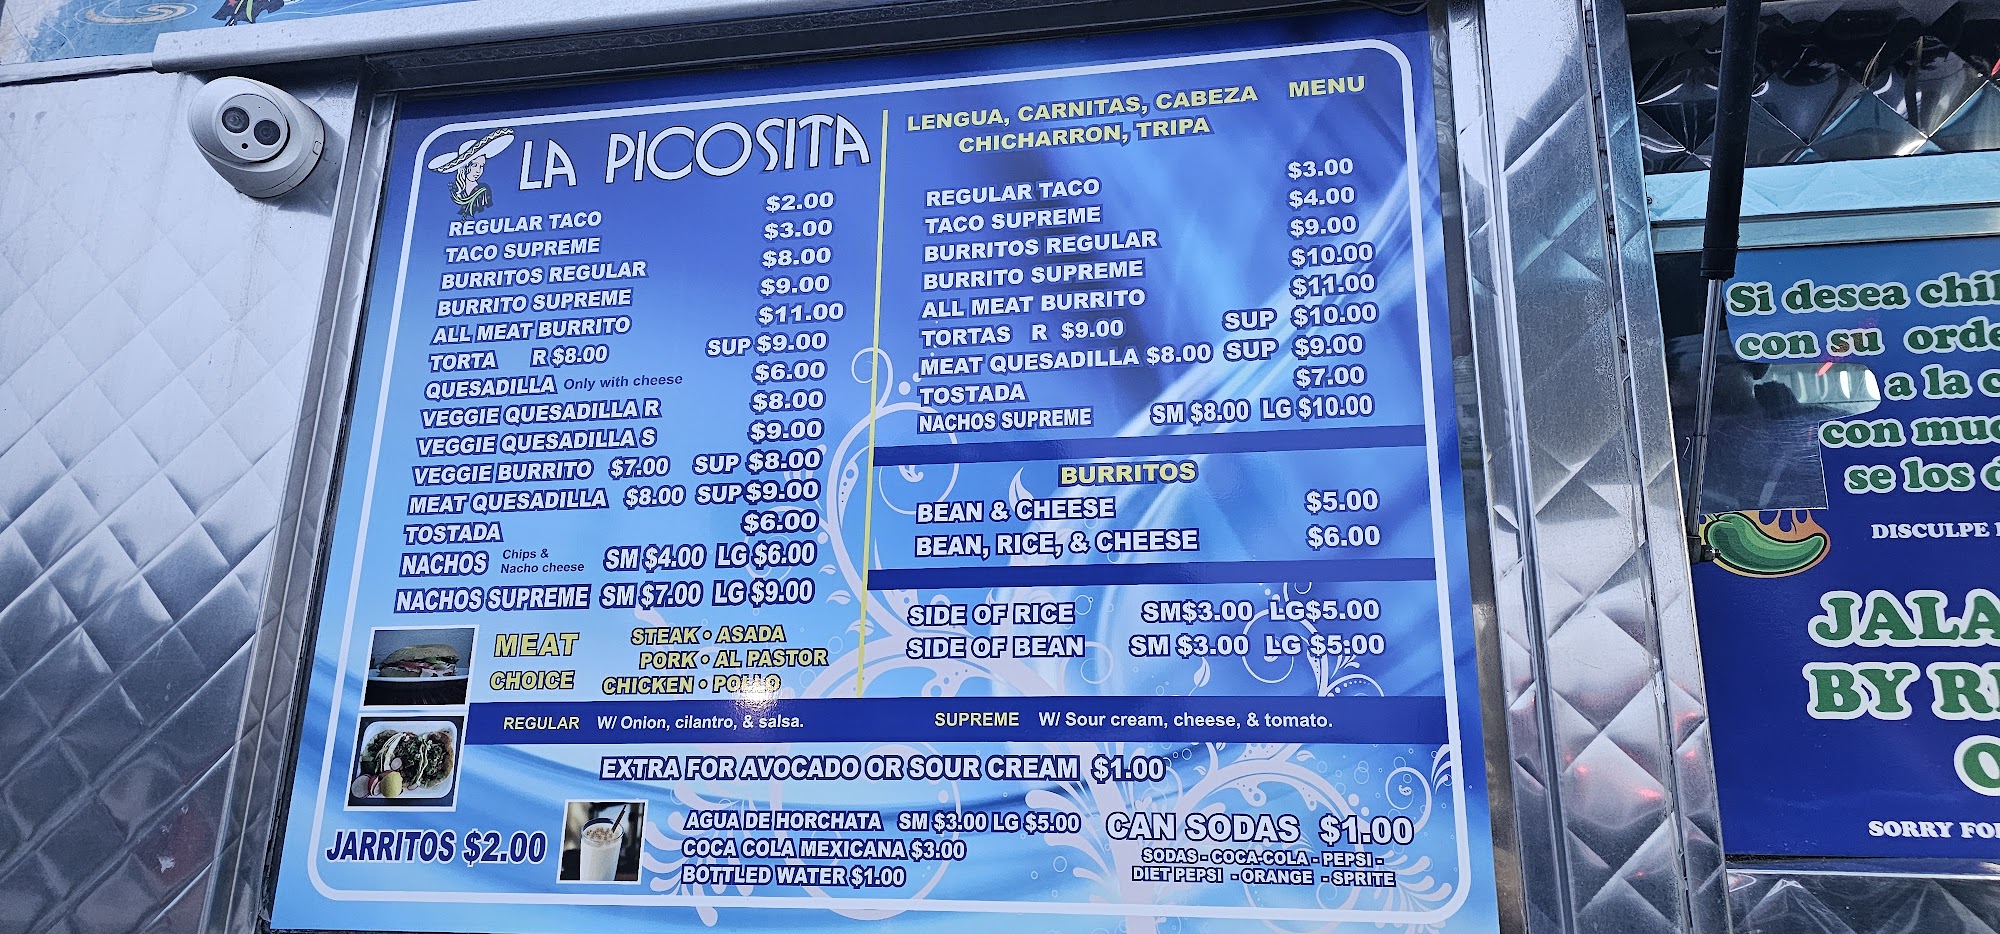 LA PICOSITA
REGULAR TACO $2.00
TACO SUPREME $3.00
BURRITOS REGULAR $8.00
BURRITO SUPREME $9.00
ALL MEAT BURRITO $11.00
TORTA R $8.00 SUP $9.00
QUESADILLA Only with cheese $6.00
VEGGIE QUESADILLA R $8.00
VEGGIE QUESADILLA S $9.00
VEGGIE BURRITO $7.00 SUP $8.00
MEAT QUESADILLA $8.00 SUP $9.00
TOSTADA $6.00
NACHOS Chips & Nacho cheese SM $4.00 LG $6.00
NACHOS SUPREME SM $7.00 LG $9.00
MEAT CHOICE
STEAK • ASADA
PORK • AL PASTOR
CHICKEN • POLLO
LENGUA, CARNITAS, CABEZA MENU
CHICHARRON, TRIPA
REGULAR TACO $3.00
TACO SUPREME $4.00
BURRITOS REGULAR $9.00
BURRITO SUPREME $10.00
ALL MEAT BURRITO $11.00
TORTAS R $9.00 SUP $10.00
MEAT QUESADILLA $8.00 SUP $9.00
TOSTADA $7.00
NACHOS SUPREME SM $8.00 LG $10.00
BURRITOS
BEAN & CHEESE $5.00
BEAN, RICE, & CHEESE $6.00
SIDE OF RICE SM$3.00 LG$5.00
SIDE OF BEAN SM $3.00 LG $5:00
REGULAR W/ Onion, cilantro, & salsa. SUPREME W/ Sour cream, cheese, & tomato.
EXTRA FOR AVOCADO OR SOUR CREAM $1.00
JARRITOS $2.00
AGUA DE HORCHATA SM $3.00 LG $5.00
COCA COLA MEXICANA $3.00
BOTTLED WATER $1.00
CAN SODAS $1.00
SODAS - COCA-COLA - PEPSI -
DIET PEPSI - ORANGE - SPRITE
Si desea chil
con su orde
a la c
con muc
se los
DISCULPE
JALA
BY R
O
SORRY FO